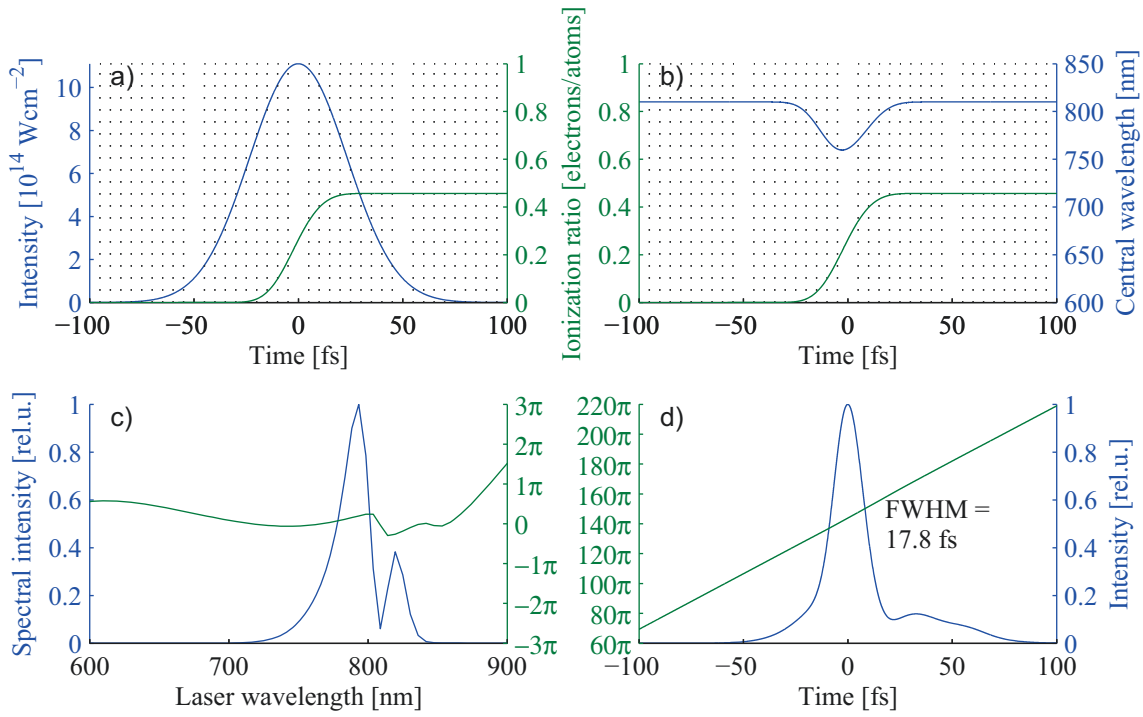 a)
Intensity [10^14 Wcm^−2]
10
8
6
4
2
0
1
0.8
0.6
0.4
0.2
0
Ionization ratio [electrons/atoms]
−100
−50
0
50
100
Time [fs]
b)
1
0.8
0.6
0.4
0.2
0
850
800
750
700
650
600
Central wavelength [nm]
−100
−50
0
50
100
Time [fs]
c)
Spectral intensity [rel.u.]
1
0.8
0.6
0.4
0.2
0
3π
2π
1π
0
−1π
−2π
−3π
600
700
800
900
Laser wavelength [nm]
d)
220π
200π
180π
160π
140π
120π
100π
80π
60π
FWHM =
17.8 fs
1
0.8
0.6
0.4
0.2
0
Intensity [rel.u.]
−100
−50
0
50
100
Time [fs]